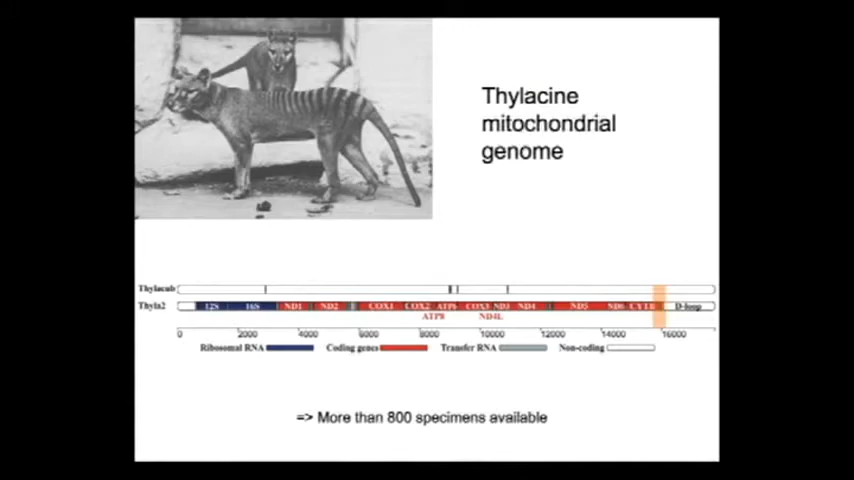 Thylacine
mitochondrial
genome
Thylacub
Thyla2 12S 16S ND1 ND2 COX1 COX2 ATP6 COX3 ND3 ND4 ND5 ND6 CYTB D-loop
ATP8 ND4L
0 2000 4000 6000 8000 10000 12000 14000 16000
Ribosomal RNA Coding genes Transfer RNA Non-coding
=> More than 800 specimens available